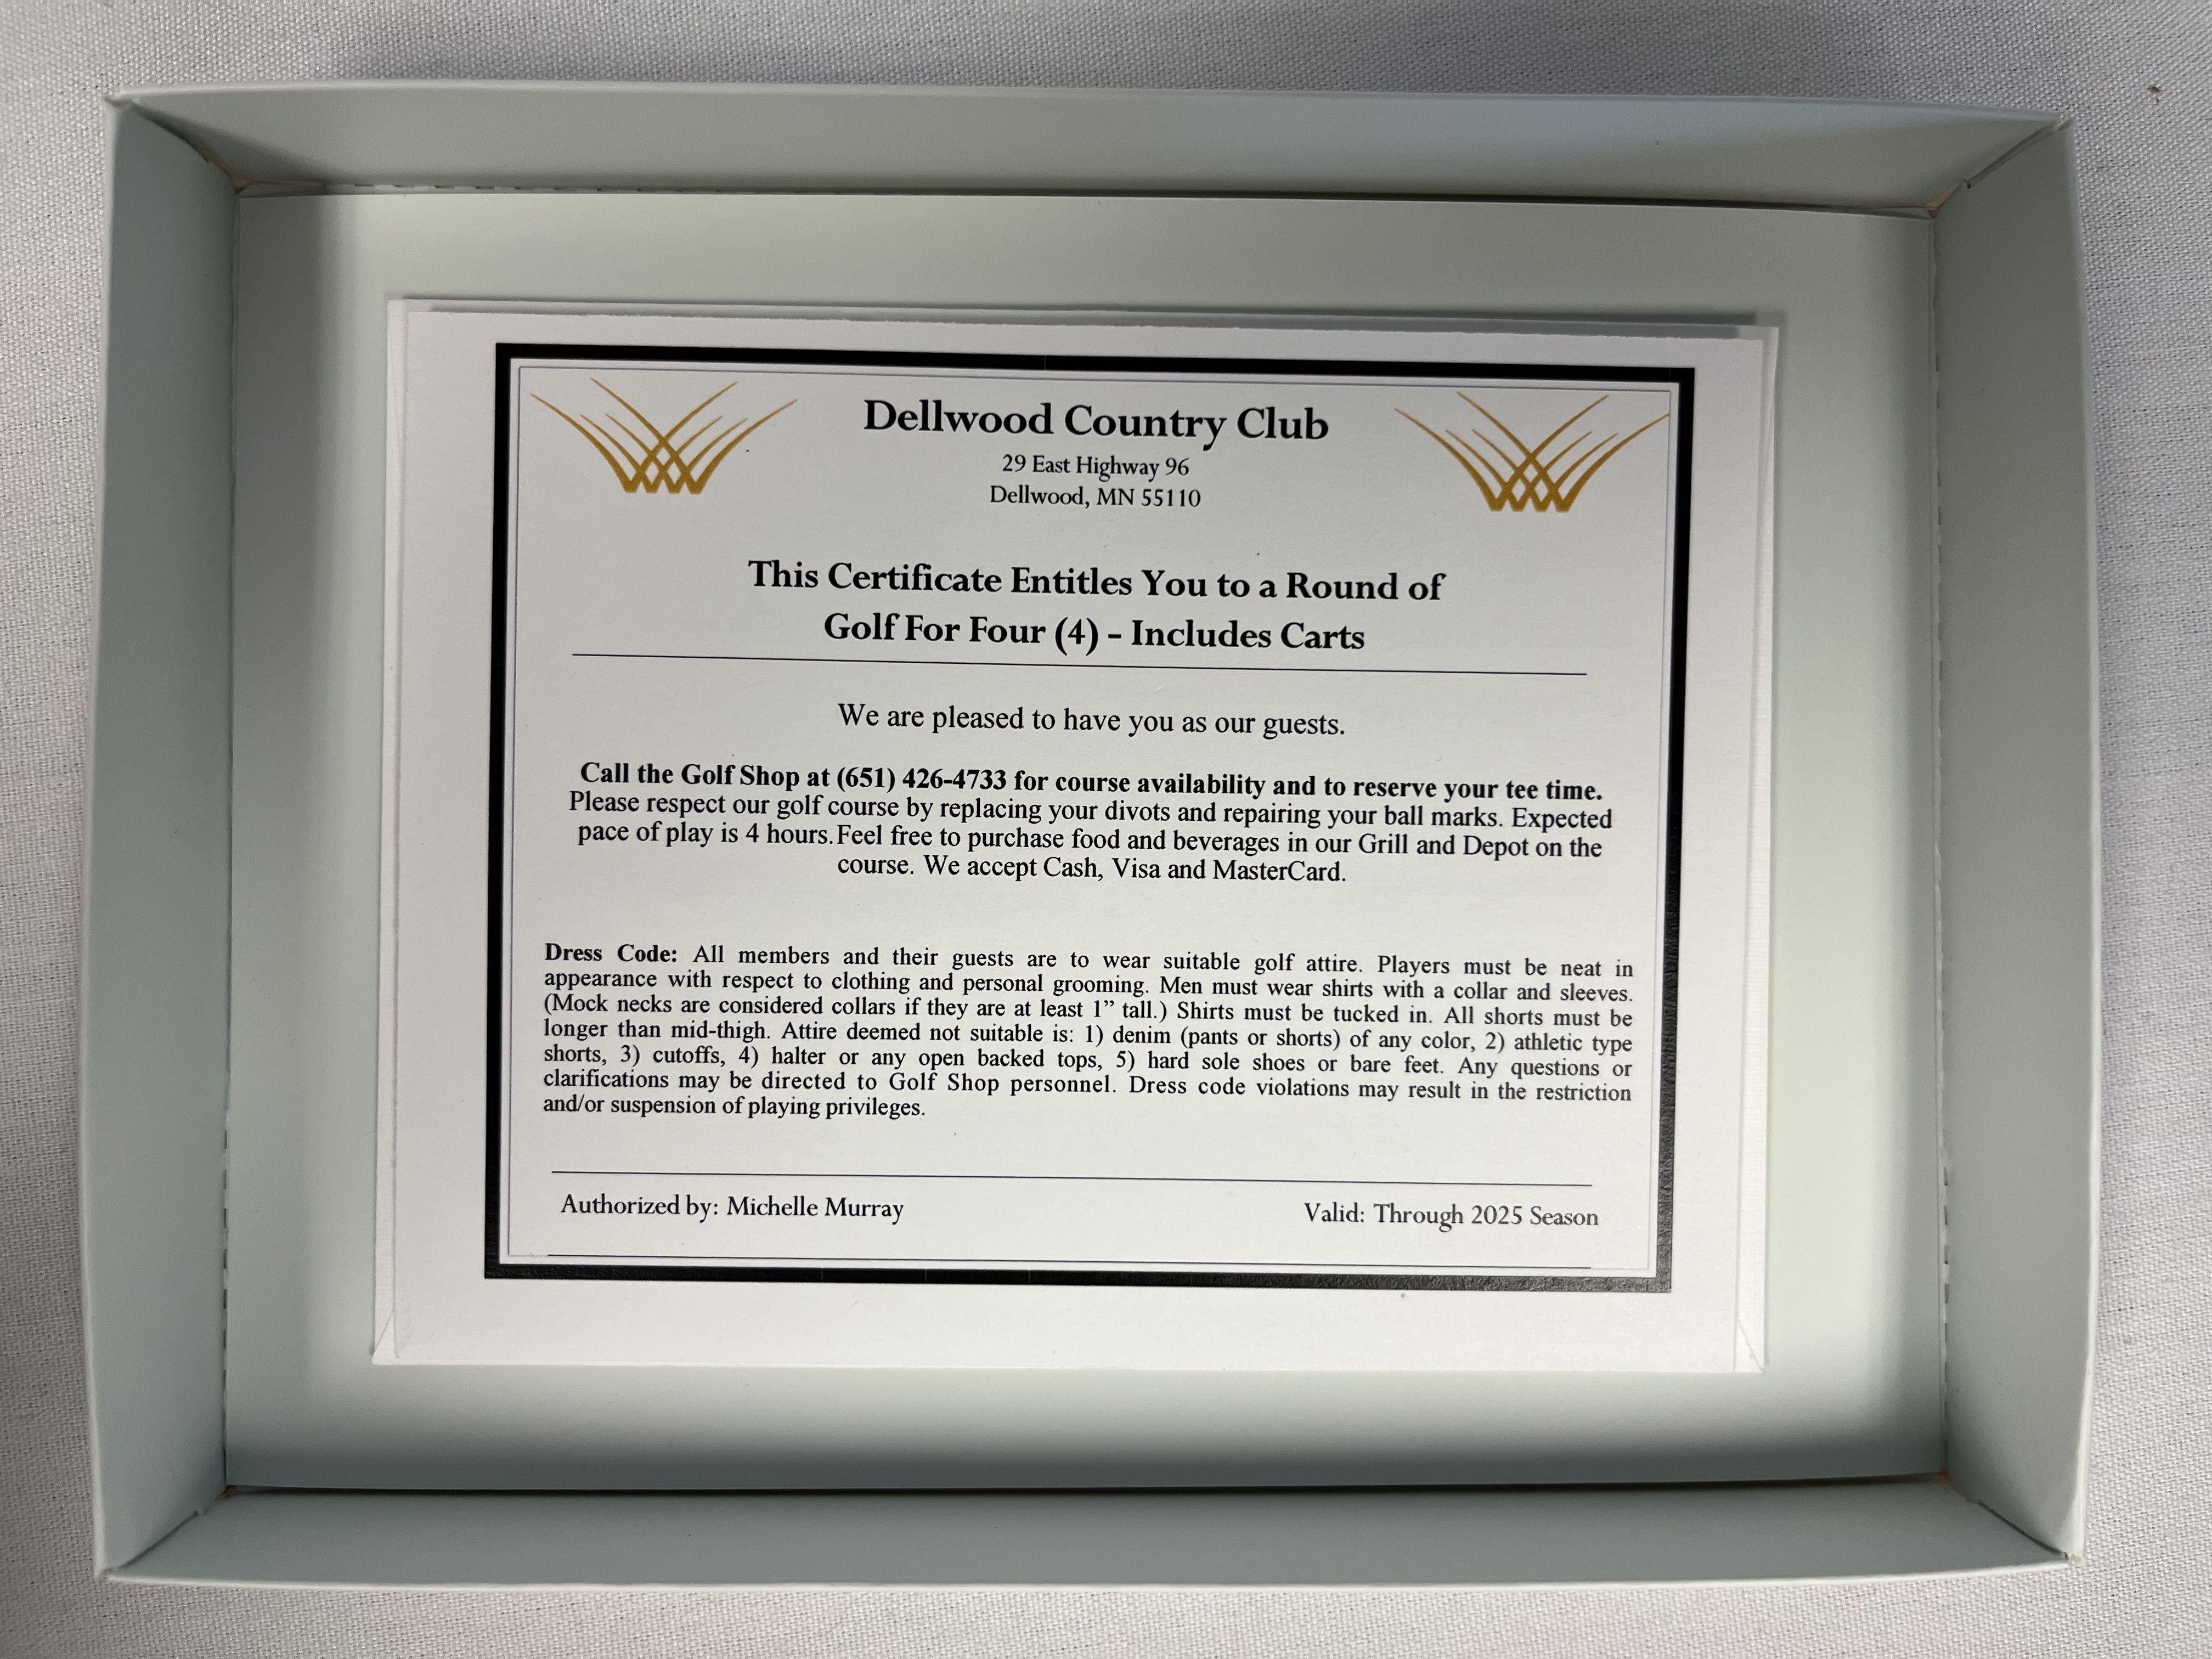 Dellwood Country Club
29 East Highway 96
Dellwood, MN 55110
This Certificate Entitles You to a Round of
Golf For Four (4) - Includes Carts
We are pleased to have you as our guests.
Call the Golf Shop at (651) 426-4733 for course availability and to reserve your tee time.
Please respect our golf course by replacing your divots and repairing your ball marks. Expected
pace of play is 4 hours.Feel free to purchase food and beverages in our Grill and Depot on the
course. We accept Cash, Visa and MasterCard.
Dress Code: All members and their guests are to wear suitable golf attire. Players must be neat in
appearance with respect to clothing and personal grooming. Men must wear shirts with a collar and sleeves.
(Mock necks are considered collars if they are at least 1” tall.) Shirts must be tucked in. All shorts must be
longer than mid-thigh. Attire deemed not suitable is: 1) denim (pants or shorts) of any color, 2) athletic type
shorts, 3) cutoffs, 4) halter or any open backed tops, 5) hard sole shoes or bare feet. Any questions or
clarifications may be directed to Golf Shop personnel. Dress code violations may result in the restriction
and/or suspension of playing privileges.
Authorized by: Michelle Murray
Valid: Through 2025 Season